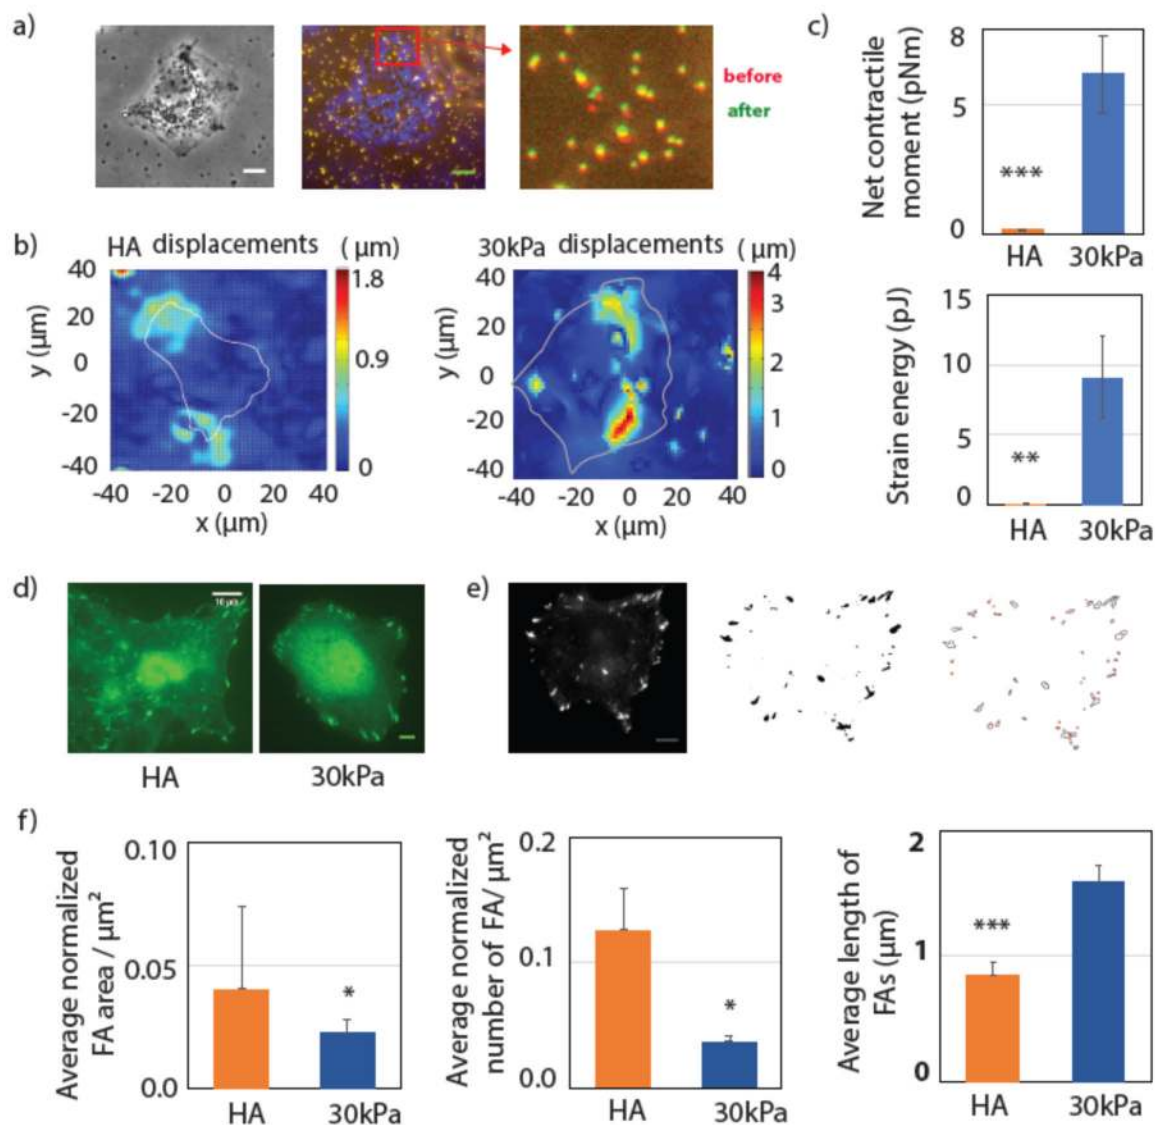 a)
before
after
c)
Net contractile
moment (pNm)
8
5
0
***
HA
30kPa
b)
HA displacements (μm)
40
20
0
-20
-40
y (μm)
-40 -20 0 20 40
x (μm)
1.8
0.9
0
30kPa displacements (μm)
40
20
0
-20
-40
y (μm)
-40 -20 0 20 40
x (μm)
4
3
2
1
0
Strain energy (pJ)
15
10
5
0
**
HA
30kPa
d)
10 μm
HA
30kPa
e)
f)
Average normalized
FA area / μm²
0.10
0.05
0.0
*
HA
30kPa
Average normalized
number of FA/ μm²
0.2
0.1
0.0
*
HA
30kPa
Average length of
FAs (μm)
2
1
0
***
HA
30kPa